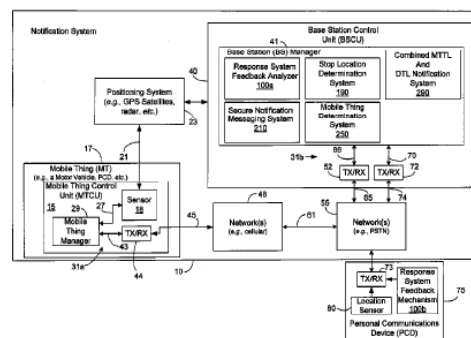 Notification System
Base Station Control
Unit (BSCU)
41
Base Station (BS) Manager
Response System
Feedback Analyzer
100a
Stop Location
Determination
System
190
Combined MTTL
And
DTL Notification
System
290
Secure Notification
Messaging System
210
Mobile Thing
Determination
System
250
40
Positioning System
(e.g., GPS Satellites,
radar, etc.)
23
17
21
Mobile Thing (MT)
(e.g., a Motor Vehicle, PCD, etc.)
Mobile Thing Control
Unit (MTCU)
15
29
27
Sensor
18
Mobile Thing
Manager
TX/RX
43
44
31a
45
48
Network(s)
(e.g., cellular)
61
10
31b
66
70
52
TX/RX
TX/RX
72
65
74
55
Network(s)
(e.g., PSTN)
73
TX/RX
Response
System
Feedback
Mechanism
100b
75
Location
Sensor
80
Personal Communications
Device (PCD)